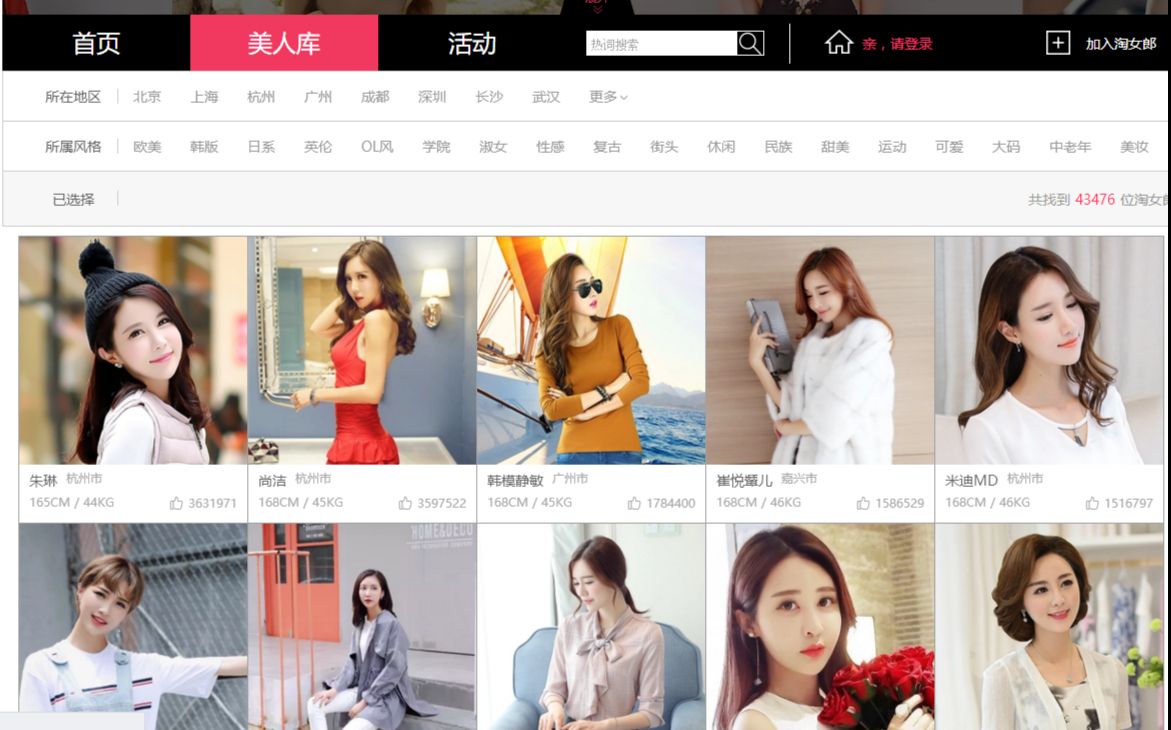 首页 美人库 活动 热词搜索 亲，请登录 加入淘女郎
所在地区 北京 上海 杭州 广州 成都 深圳 长沙 武汉 更多
所属风格 欧美 韩版 日系 英伦 OL风 学院 淑女 性感 复古 街头 休闲 民族 甜美 运动 可爱 大码 中老年 美妆
已选择 共找到 43476 位淘女郎
朱琳 杭州市 尚洁 杭州市 韩模静敏 广州市 崔悦颦儿 嘉兴市 米迪MD 杭州市
165CM / 44KG 3631971 168CM / 45KG 3597522 168CM / 45KG 1784400 168CM / 46KG 1586529 168CM / 46KG 1516797
HOME&DECO